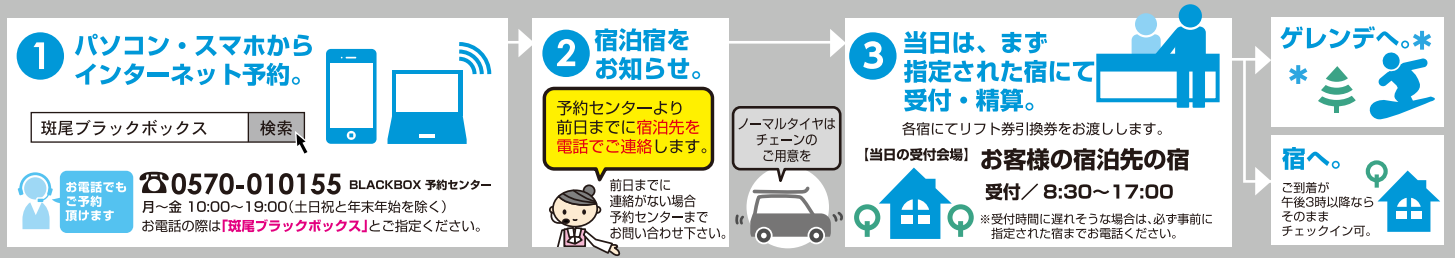 1
パソコン・スマホから
インターネット予約。
斑尾ブラックボックス
検索
お電話でも
ご予約
頂けます
☎0570-010155 BLACKBOX 予約センター
月〜金 10:00〜19:00(土日祝と年末年始を除く)
お電話の際は「斑尾ブラックボックス」とご指定ください。
2
宿泊宿を
お知らせ。
予約センターより
前日までに宿泊先を
電話でご連絡します。
前日までに
連絡がない場合
予約センターまで
お問い合わせ下さい。
ノーマルタイヤは
チェーンの
ご用意を
3
当日は、まず
指定された宿にて
受付・精算。
各宿にてリフト券引換券をお渡しします。
【当日の受付会場】 お客様の宿泊先の宿
受付/ 8:30〜17:00
※受付時間に遅れそうな場合は、必ず事前に
指定された宿までお電話ください。
ゲレンデへ。
宿へ。
ご到着が
午後3時以降なら
そのまま
チェックイン可。